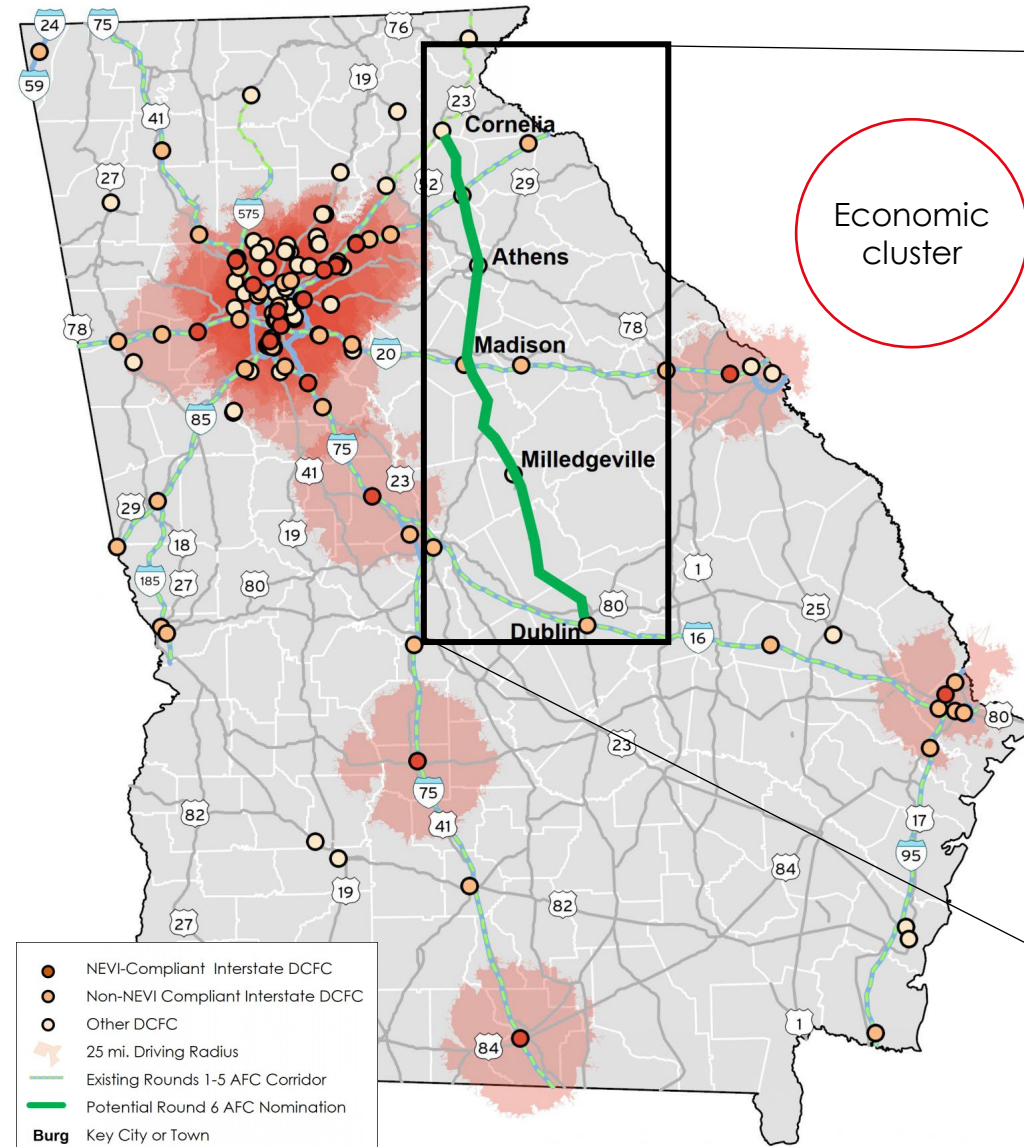 24
75
76
59
19
23
41
Cornelia
27
29
575
Economic
cluster
Athens
78
78
Madison
20
85
75
41
23
Milledgeville
29
18
19
1
185
27
80
25
80
Dublin
16
80
23
75
41
82
17
95
19
84
27
82
84
1
NEVI-Compliant Interstate DCFC
Non-NEVI Compliant Interstate DCFC
Other DCFC
25 mi. Driving Radius
Existing Rounds 1-5 AFC Corridor
Potential Round 6 AFC Nomination
Burg Key City or Town